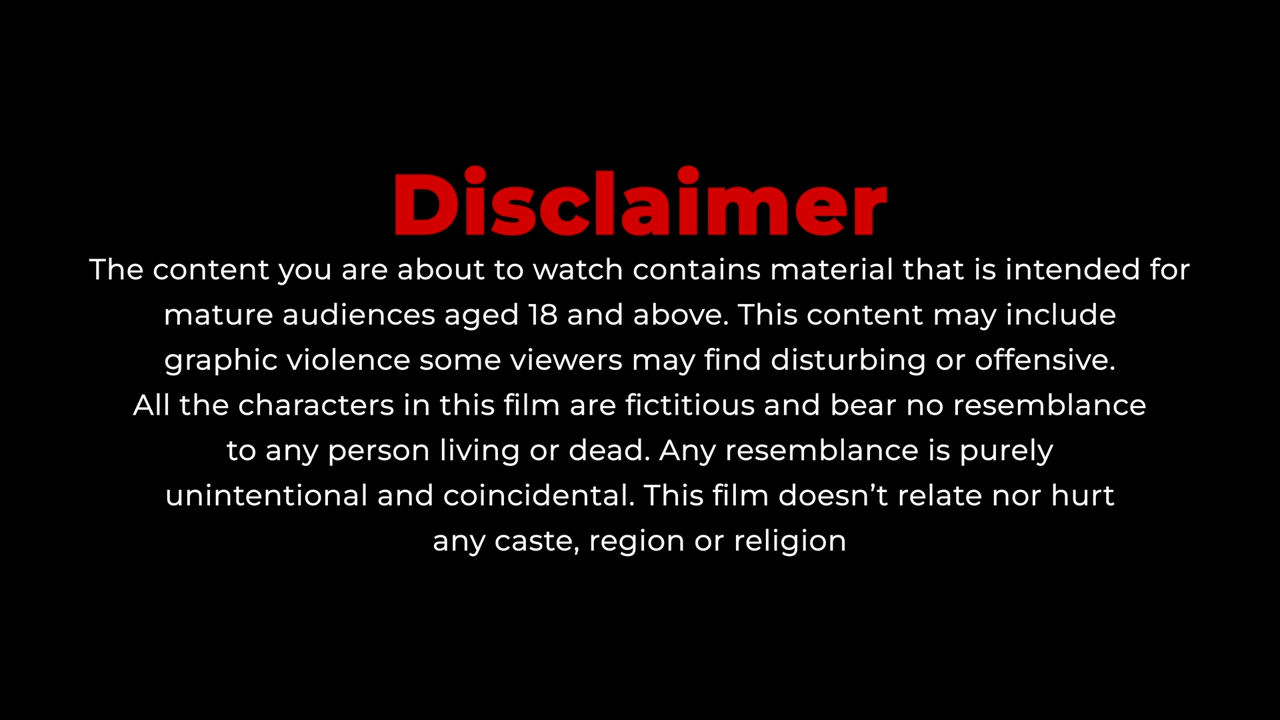 Disclaimer
The content you are about to watch contains material that is intended for
mature audiences aged 18 and above. This content may include
graphic violence some viewers may find disturbing or offensive.
All the characters in this film are fictitious and bear no resemblance
to any person living or dead. Any resemblance is purely
unintentional and coincidental. This film doesn’t relate nor hurt
any caste, region or religion